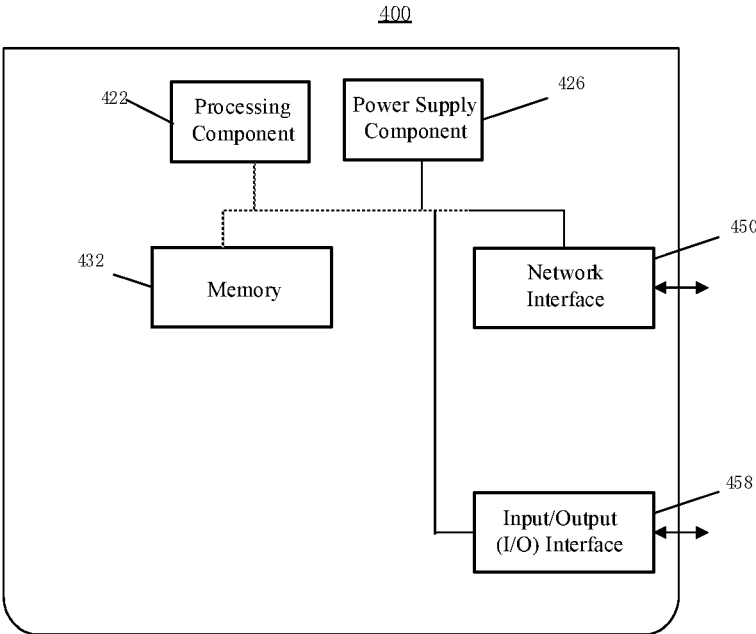 400
422
Processing
Component
Power Supply
Component
426
432
Memory
450
Network
Interface
458
Input/Output
(I/O) Interface